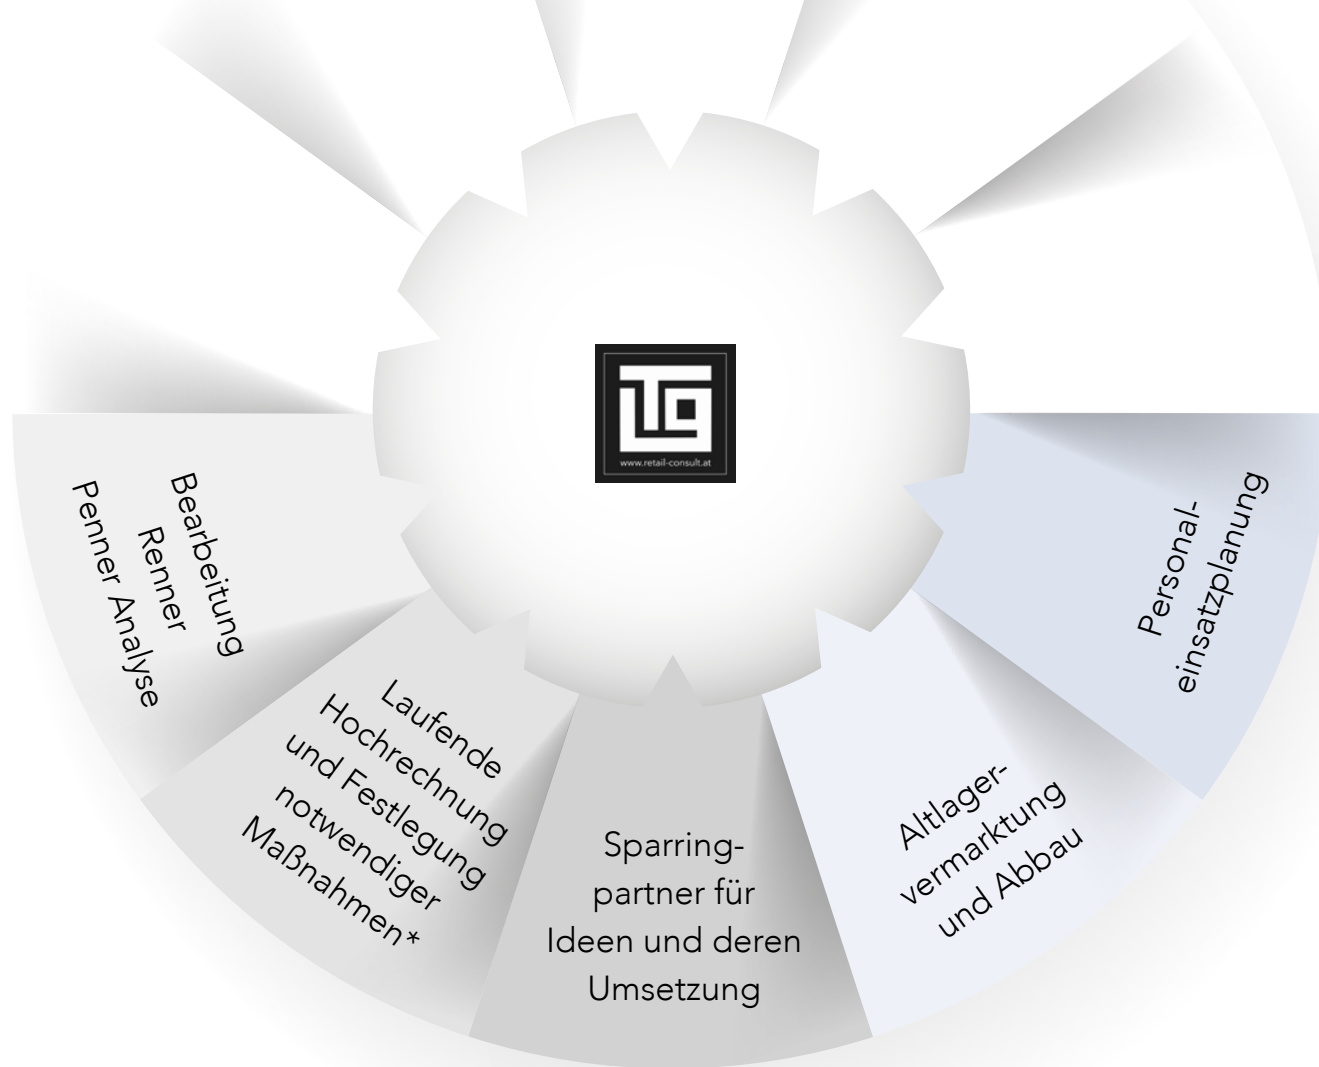 www.retail-consult.at
Bearbeitung
Renner
Penner Analyse
Laufende
Hochrechnung
und Festlegung
notwendiger
Maßnahmen*
Sparring-
partner für
Ideen und deren
Umsetzung
Altlager-
vermarktung
und Abbau
Personal-
einsatzplanung